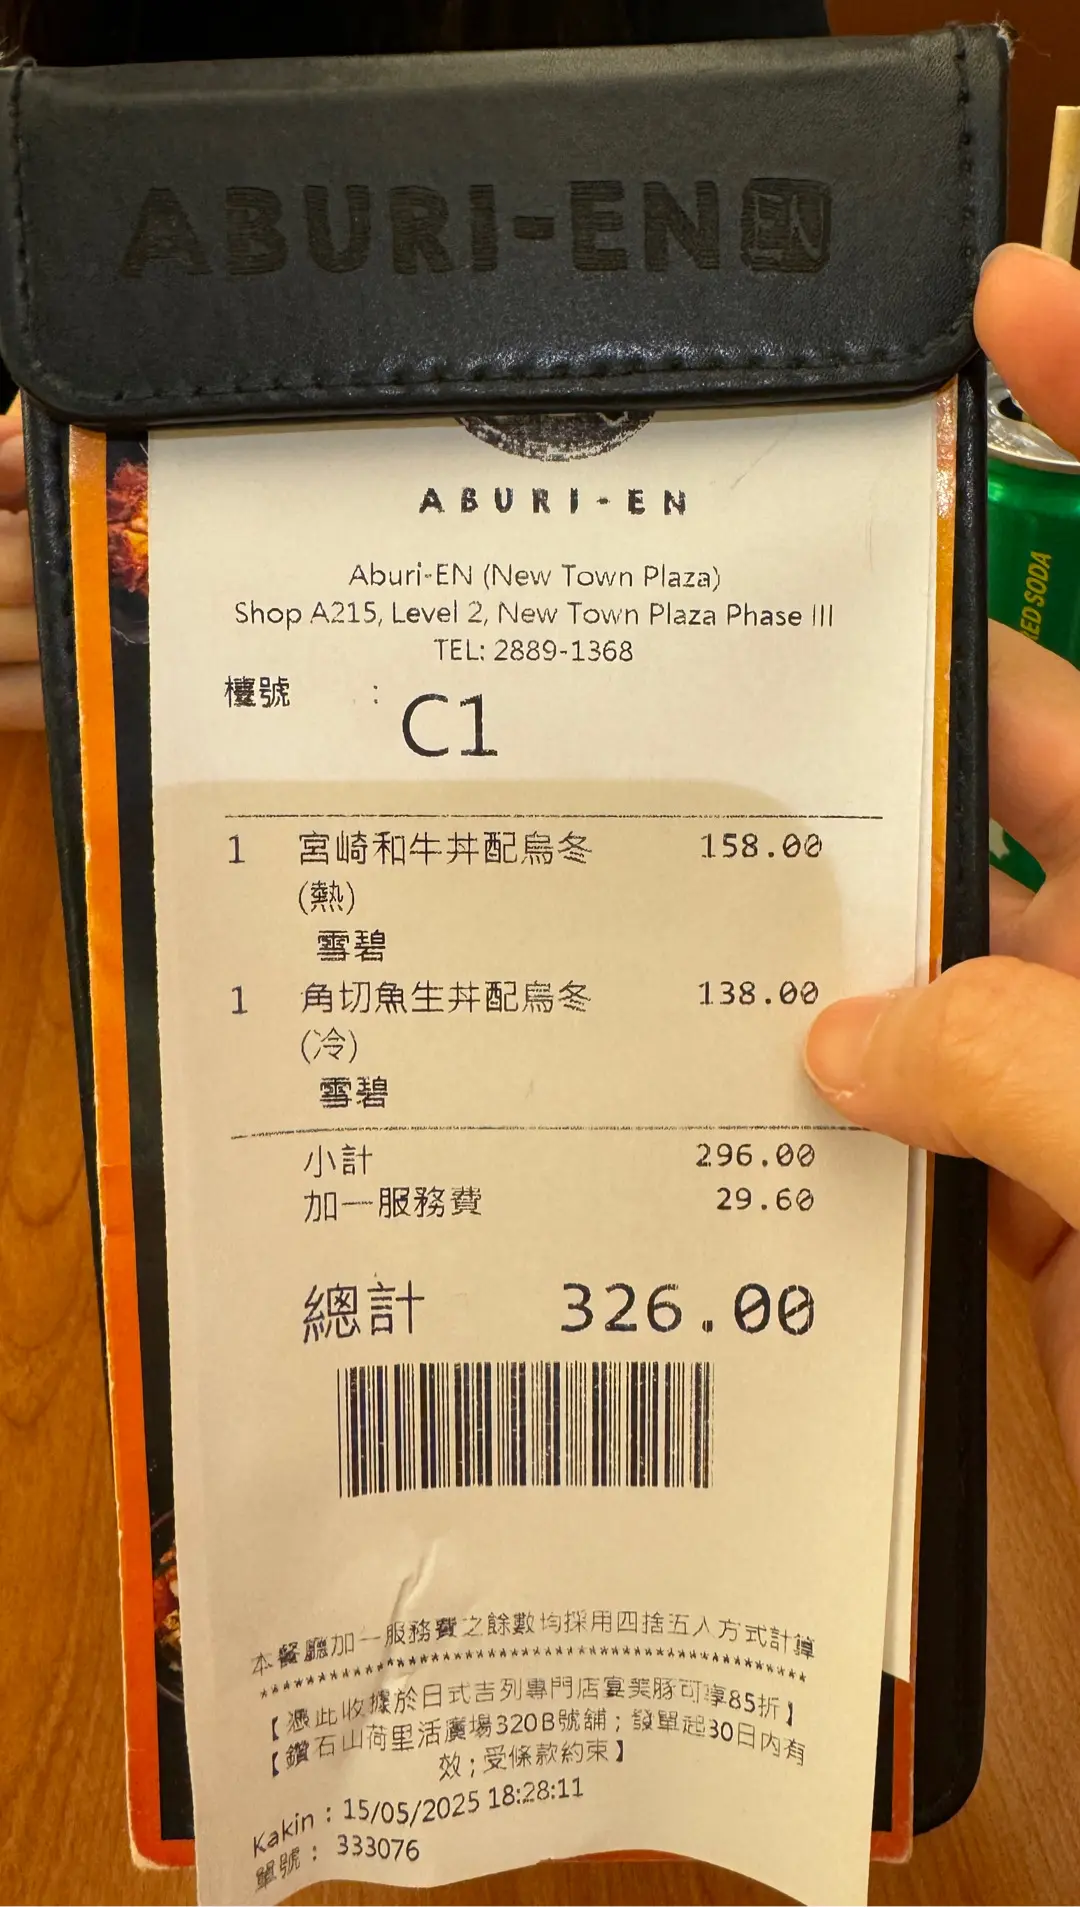 ABURI-EN
ABURI-EN
Aburi-EN (New Town Plaza)
Shop A215, Level 2, New Town Plaza Phase III
TEL: 2889-1368
檯號 : C1
1 宮崎和牛丼配烏冬 158.00
(熱)
雪碧
1 角切魚生丼配烏冬 138.00
(冷)
雪碧
小計 296.00
加一服務費 29.60
總計 326.00
本餐廳加一服務費之餘數均採用四捨五入方式計算
****************************************
【憑此收據於日式吉列專門店宴笑豚可享85折】
【鑽石山荷里活廣場320B號舖；發單起30日內有
效；受條款約束】
Kakin : 15/05/2025 18:28:11
單號 : 333076
RED SODA